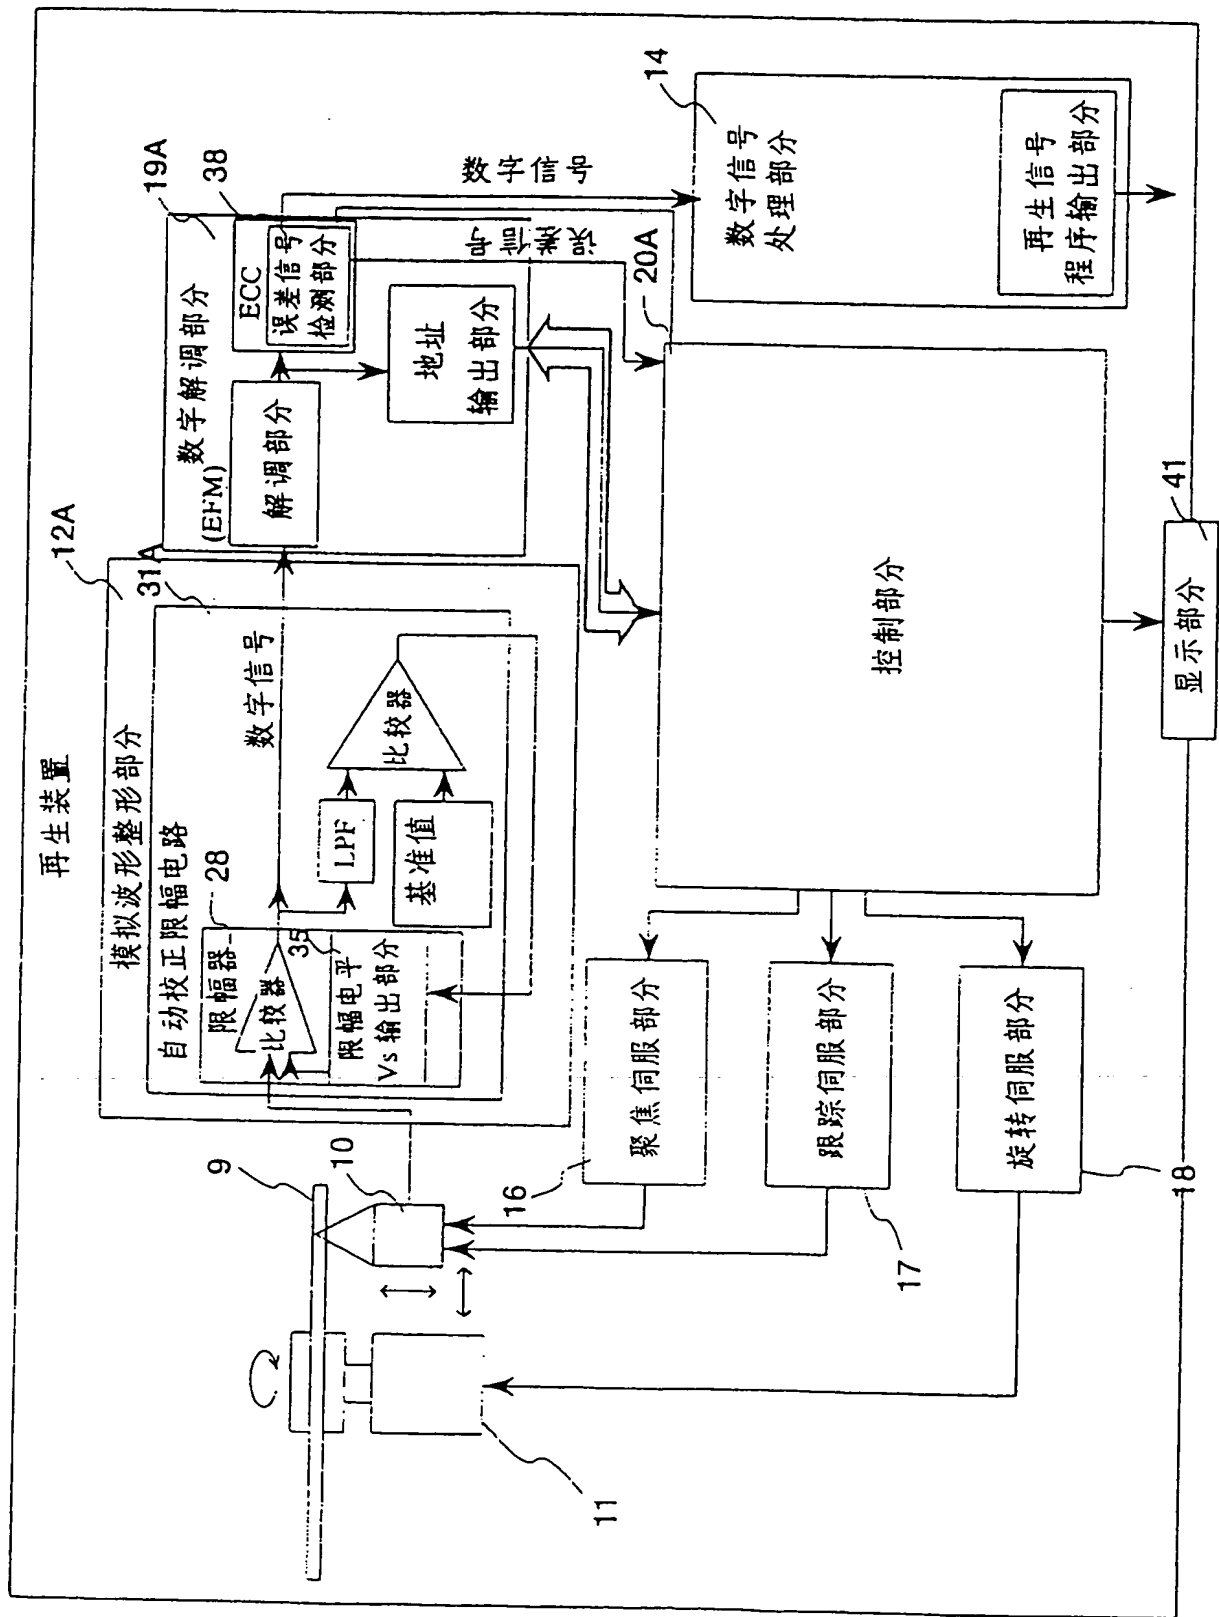 再生装置
模拟波形整形部分
12A
自动校正限幅电路
31
A
限幅器
28
比较器
35
限幅电平
Vs输出部分
数字信号
LPF
基准值
比较器
数字解调部分
(EFM)
19A
解调部分
ECC
38
误差信号
检测部分
地址
输出部分
误差
信号
数字信号
20A
14
数字信号
处理部分
再生信号
程序输出部分
控制部分
显示部分
41
9
10
11
聚焦伺服部分
16
跟踪伺服部分
17
旋转伺服部分
18